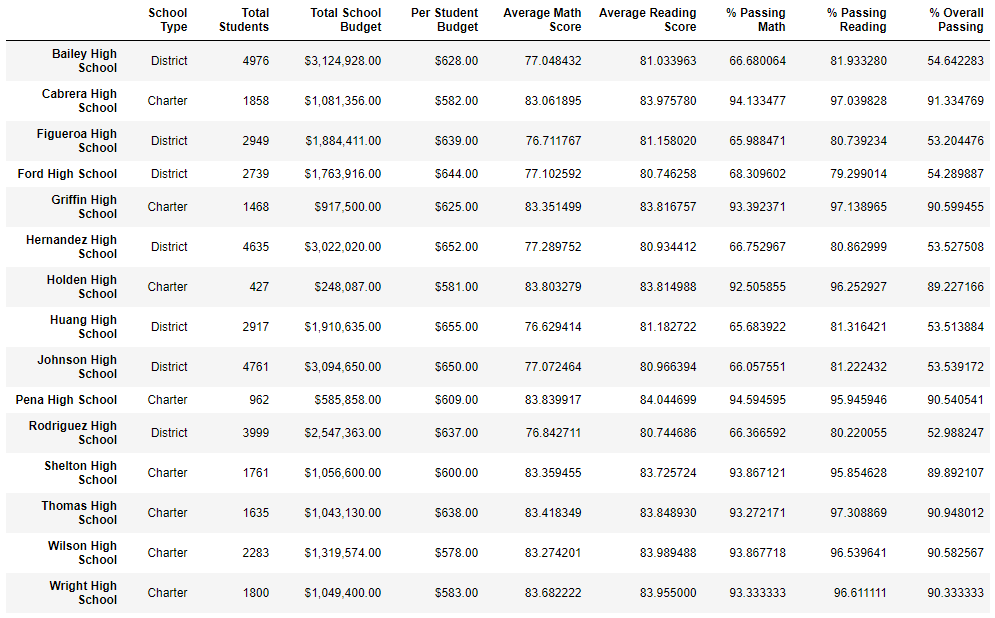 School Type Total Students Total School Budget Per Student Budget Average Math Score Average Reading Score % Passing Math % Passing Reading % Overall Passing
Bailey High School District 4976 $3,124,928.00 $628.00 77.048432 81.033963 66.680064 81.933280 54.642283
Cabrera High School Charter 1858 $1,081,356.00 $582.00 83.061895 83.975780 94.133477 97.039828 91.334769
Figueroa High School District 2949 $1,884,411.00 $639.00 76.711767 81.158020 65.988471 80.739234 53.204476
Ford High School District 2739 $1,763,916.00 $644.00 77.102592 80.746258 68.309602 79.299014 54.289887
Griffin High School Charter 1468 $917,500.00 $625.00 83.351499 83.816757 93.392371 97.138965 90.599455
Hernandez High School District 4635 $3,022,020.00 $652.00 77.289752 80.934412 66.752967 80.862999 53.527508
Holden High School Charter 427 $248,087.00 $581.00 83.803279 83.814988 92.505855 96.252927 89.227166
Huang High School District 2917 $1,910,635.00 $655.00 76.629414 81.182722 65.683922 81.316421 53.513884
Johnson High School District 4761 $3,094,650.00 $650.00 77.072464 80.966394 66.057551 81.222432 53.539172
Pena High School Charter 962 $585,858.00 $609.00 83.839917 84.044699 94.594595 95.945946 90.540541
Rodriguez High School District 3999 $2,547,363.00 $637.00 76.842711 80.744686 66.366592 80.220055 52.988247
Shelton High School Charter 1761 $1,056,600.00 $600.00 83.359455 83.725724 93.867121 95.854628 89.892107
Thomas High School Charter 1635 $1,043,130.00 $638.00 83.418349 83.848930 93.272171 97.308869 90.948012
Wilson High School Charter 2283 $1,319,574.00 $578.00 83.274201 83.989488 93.867718 96.539641 90.582567
Wright High School Charter 1800 $1,049,400.00 $583.00 83.682222 83.955000 93.333333 96.611111 90.333333